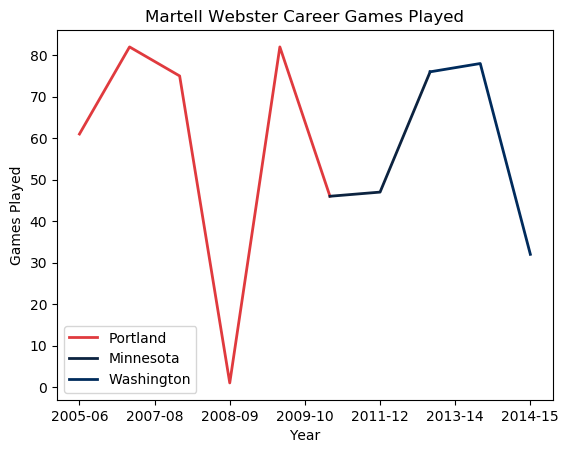 Martell Webster Career Games Played
Games Played
80
70
60
50
40
30
20
10
0
Portland
Minnesota
Washington
2005-06 2007-08 2008-09 2009-10 2011-12 2013-14 2014-15
Year